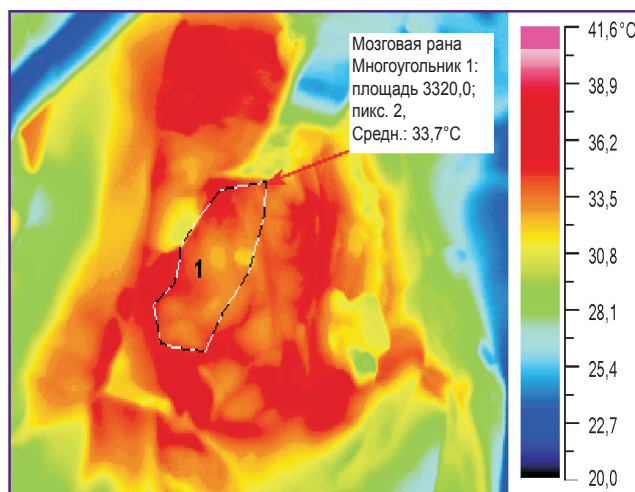 Мозговая рана
Многоугольник 1:
площадь 3320,0;
пикс. 2,
Средн.: 33,7°C
1
41,6°C
38,9
36,2
33,5
30,8
28,1
25,4
22,7
20,0